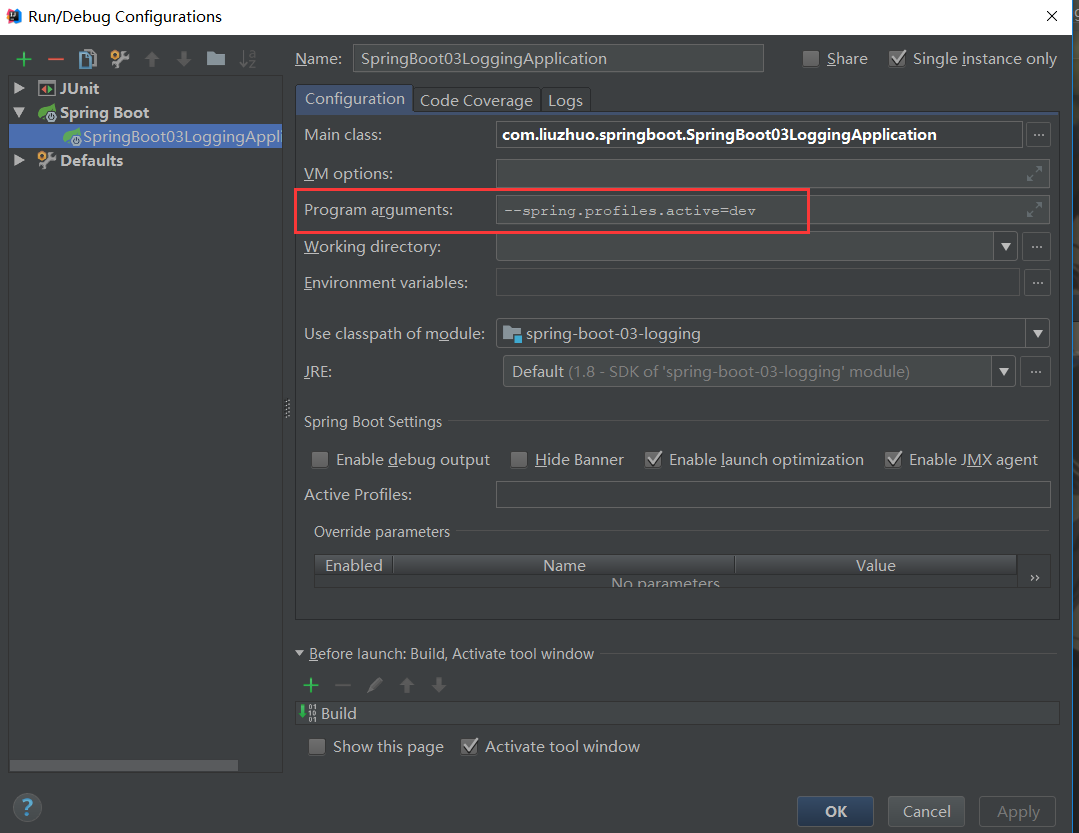 Run/Debug Configurations
Name: SpringBoot03LoggingApplication Share Single instance only
JUnit
Spring Boot
SpringBoot03LoggingAppli
Defaults
Configuration Code Coverage Logs
Main class: com.liuzhuo.springboot.SpringBoot03LoggingApplication ...
VM options:
Program arguments: --spring.profiles.active=dev
Working directory: ...
Environment variables: ...
Use classpath of module: spring-boot-03-logging
JRE: Default (1.8 - SDK of 'spring-boot-03-logging' module) ...
Spring Boot Settings
Enable debug output Hide Banner Enable launch optimization Enable JMX agent
Active Profiles:
Override parameters
Enabled Name Value
No parameters
»
Before launch: Build, Activate tool window
Build
Show this page Activate tool window
? OK Cancel Apply